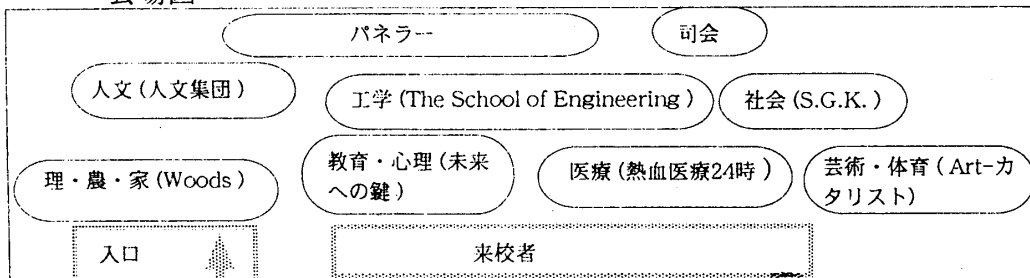 会場図
パネラー
司会
人文(人文集団)
工学(The School of Engineering)
社会(S.G.K.)
理・農・家(Woods)
教育・心理(未来
への鍵)
医療(熱血医療24時)
芸術・体育(Art-カ
タリスト)
入口
来校者